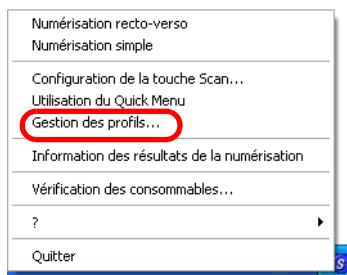 Numérisation recto-verso
Numérisation simple
Configuration de la touche Scan...
Utilisation du Quick Menu
Gestion des profils...
Information des résultats de la numérisation
Vérification des consommables...
?
Quitter
S